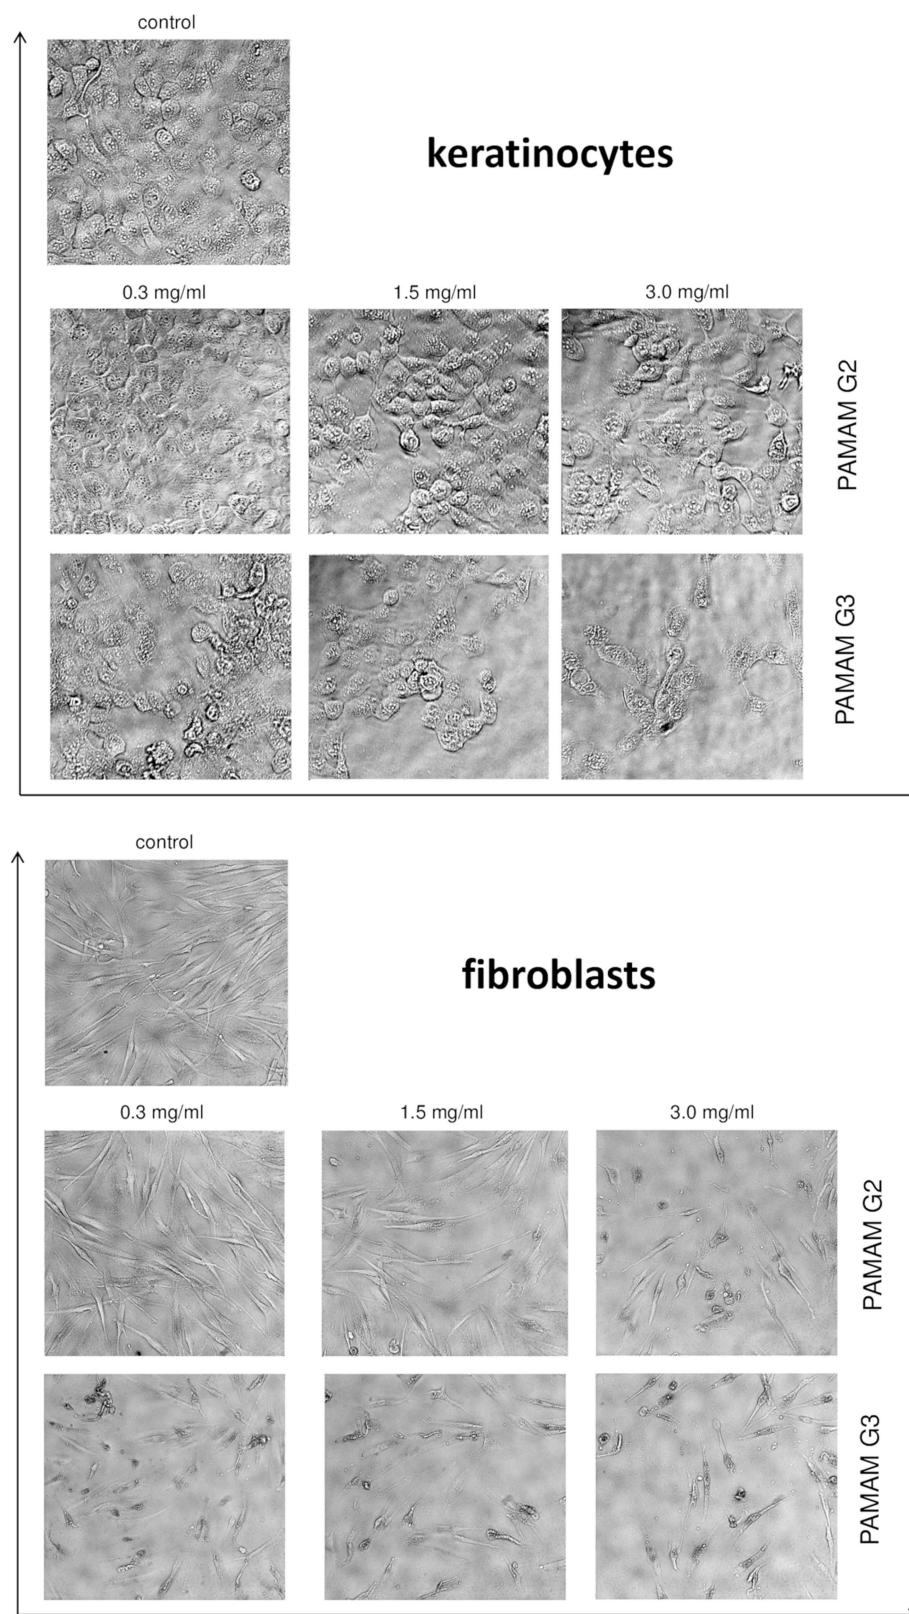 control
keratinocytes
0.3 mg/ml
1.5 mg/ml
3.0 mg/ml
PAMAM G2
PAMAM G3
control
fibroblasts
0.3 mg/ml
1.5 mg/ml
3.0 mg/ml
PAMAM G2
PAMAM G3